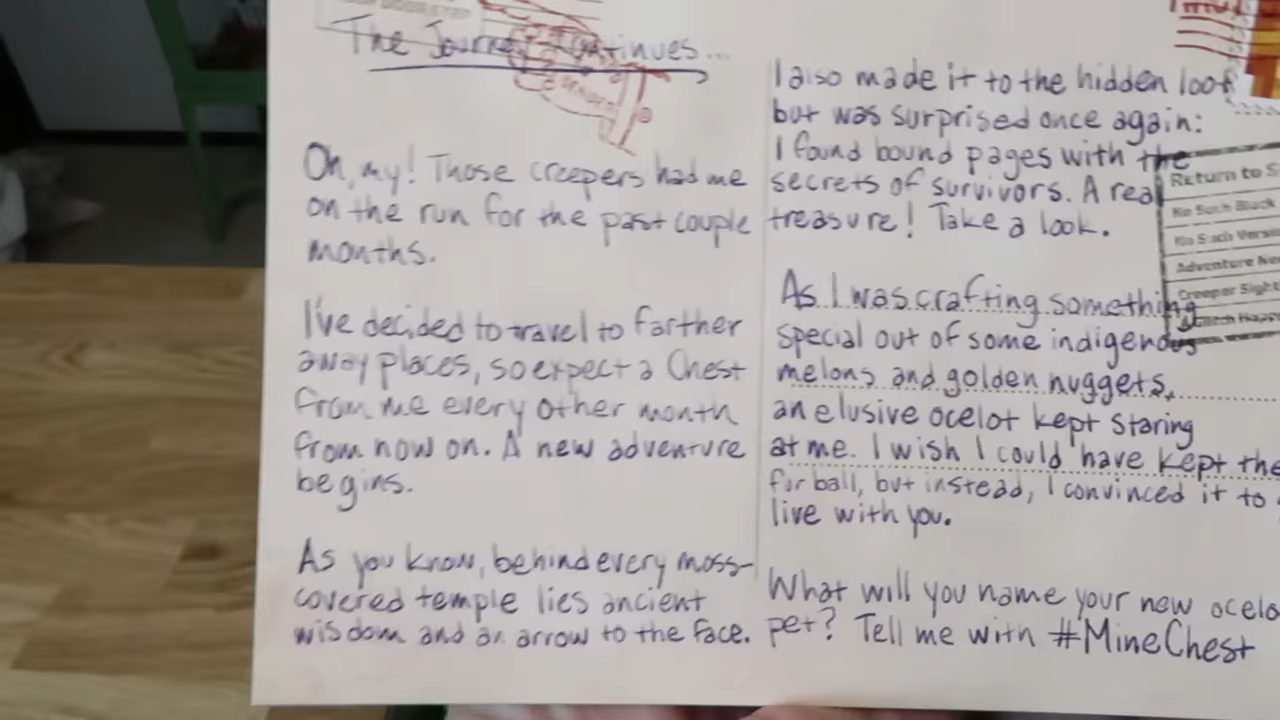 The Journey Continues...
Oh, my! Those creepers had me
on the run for the past couple
months.
I've decided to travel to farther
away places, so expect a Chest
from me every other month
from now on. A new adventure
begins.
As you know, behind every moss-
covered temple lies ancient
wisdom and an arrow to the face.
I also made it to the hidden loot
but was surprised once again:
I found bound pages with the
secrets of survivors. A real
treasure! Take a look.
As I was crafting something
special out of some indigenous
melons and golden nuggets,
an elusive ocelot kept staring
at me. I wish I could have kept the
fur ball, but instead, I convinced it to
live with you.
What will you name your new ocelo
pet? Tell me with #MineChest
Return to S
No Such Block
No Such Versi
Adventure Ne
Creeper Sight